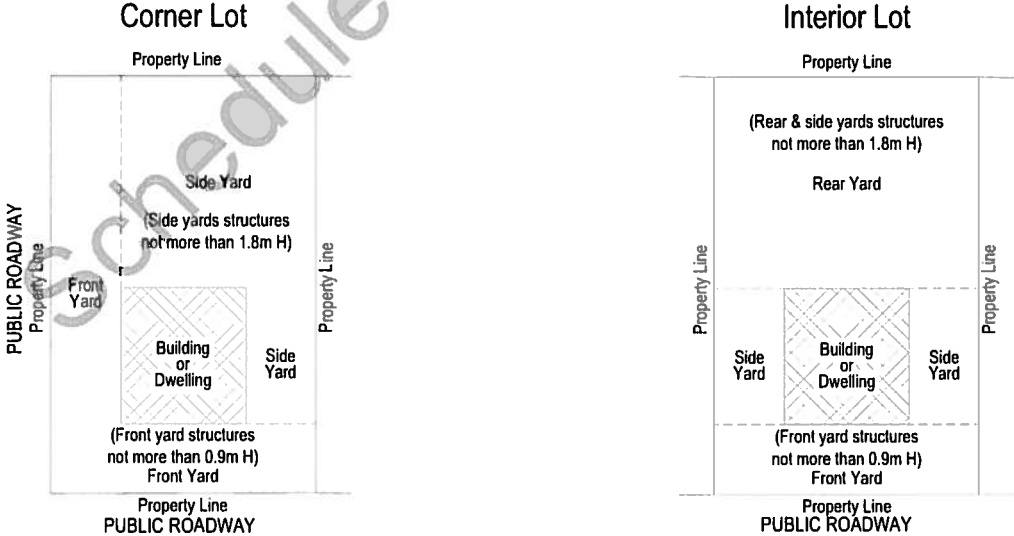 Corner Lot
Property Line
Side Yard
(Side yards structures
not more than 1.8m H)
PUBLIC ROADWAY
Property Line
Front
Yard
Property Line
Building
or
Dwelling
Side
Yard
(Front yard structures
not more than 0.9m H)
Front Yard
Property Line
PUBLIC ROADWAY
Schedule
Interior Lot
Property Line
(Rear & side yards structures
not more than 1.8m H)
Rear Yard
Property Line
Property Line
Side
Yard
Building
or
Dwelling
Side
Yard
(Front yard structures
not more than 0.9m H)
Front Yard
Property Line
PUBLIC ROADWAY